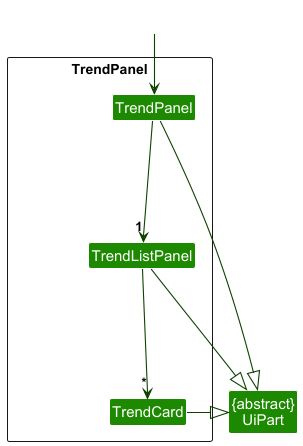 TrendPanel
TrendPanel
1
TrendListPanel
*
TrendCard
{abstract}
UiPart